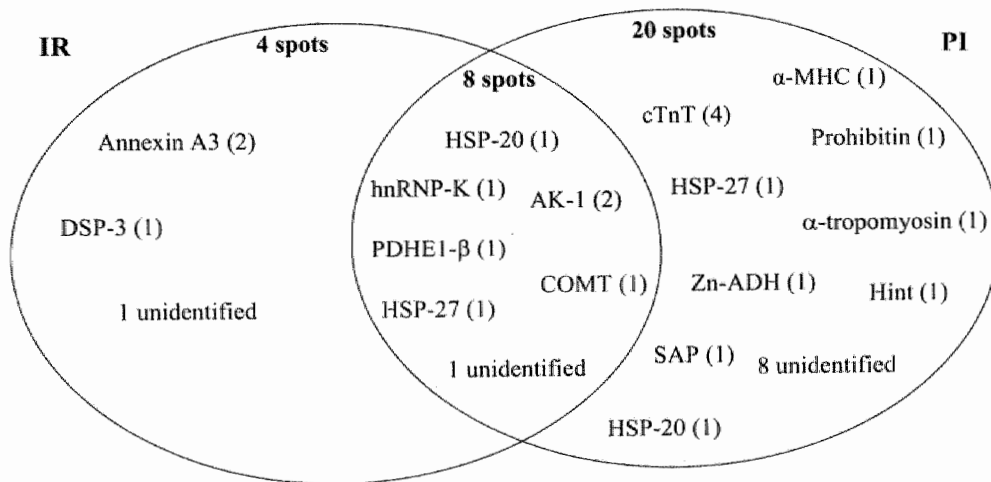 IR
4 spots
Annexin A3 (2)
DSP-3 (1)
1 unidentified
8 spots
HSP-20 (1)
hnRNP-K (1)
AK-1 (2)
PDHE1-β (1)
COMT (1)
HSP-27 (1)
1 unidentified
20 spots
PI
α-MHC (1)
cTnT (4)
Prohibitin (1)
HSP-27 (1)
α-tropomyosin (1)
Zn-ADH (1)
Hint (1)
SAP (1)
8 unidentified
HSP-20 (1)